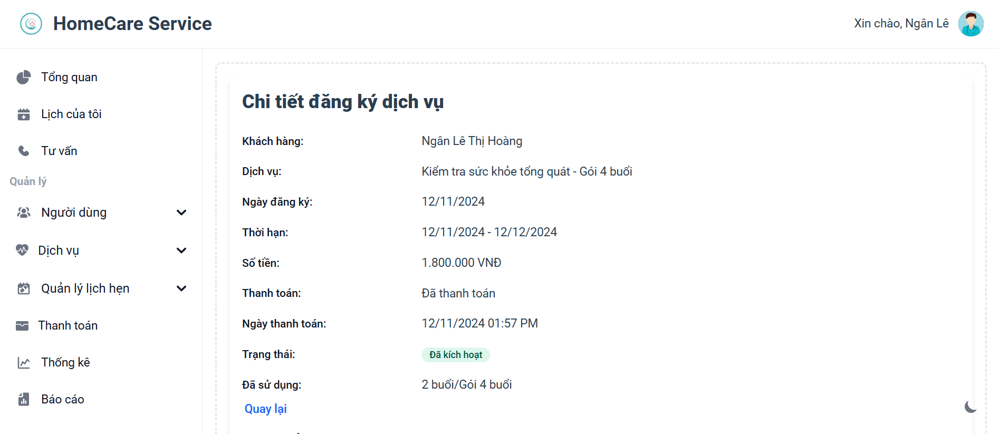 HomeCare Service
Xin chào, Ngân Lê
Tổng quan
Lịch của tôi
Tư vấn
Quản lý
Người dùng
Dịch vụ
Quản lý lịch hẹn
Thanh toán
Thống kê
Báo cáo
Chi tiết đăng ký dịch vụ
Khách hàng: Ngân Lê Thị Hoàng
Dịch vụ: Kiểm tra sức khỏe tổng quát - Gói 4 buổi
Ngày đăng ký: 12/11/2024
Thời hạn: 12/11/2024 - 12/12/2024
Số tiền: 1.800.000 VNĐ
Thanh toán: Đã thanh toán
Ngày thanh toán: 12/11/2024 01:57 PM
Trạng thái: Đã kích hoạt
Đã sử dụng: 2 buổi/Gói 4 buổi
Quay lại